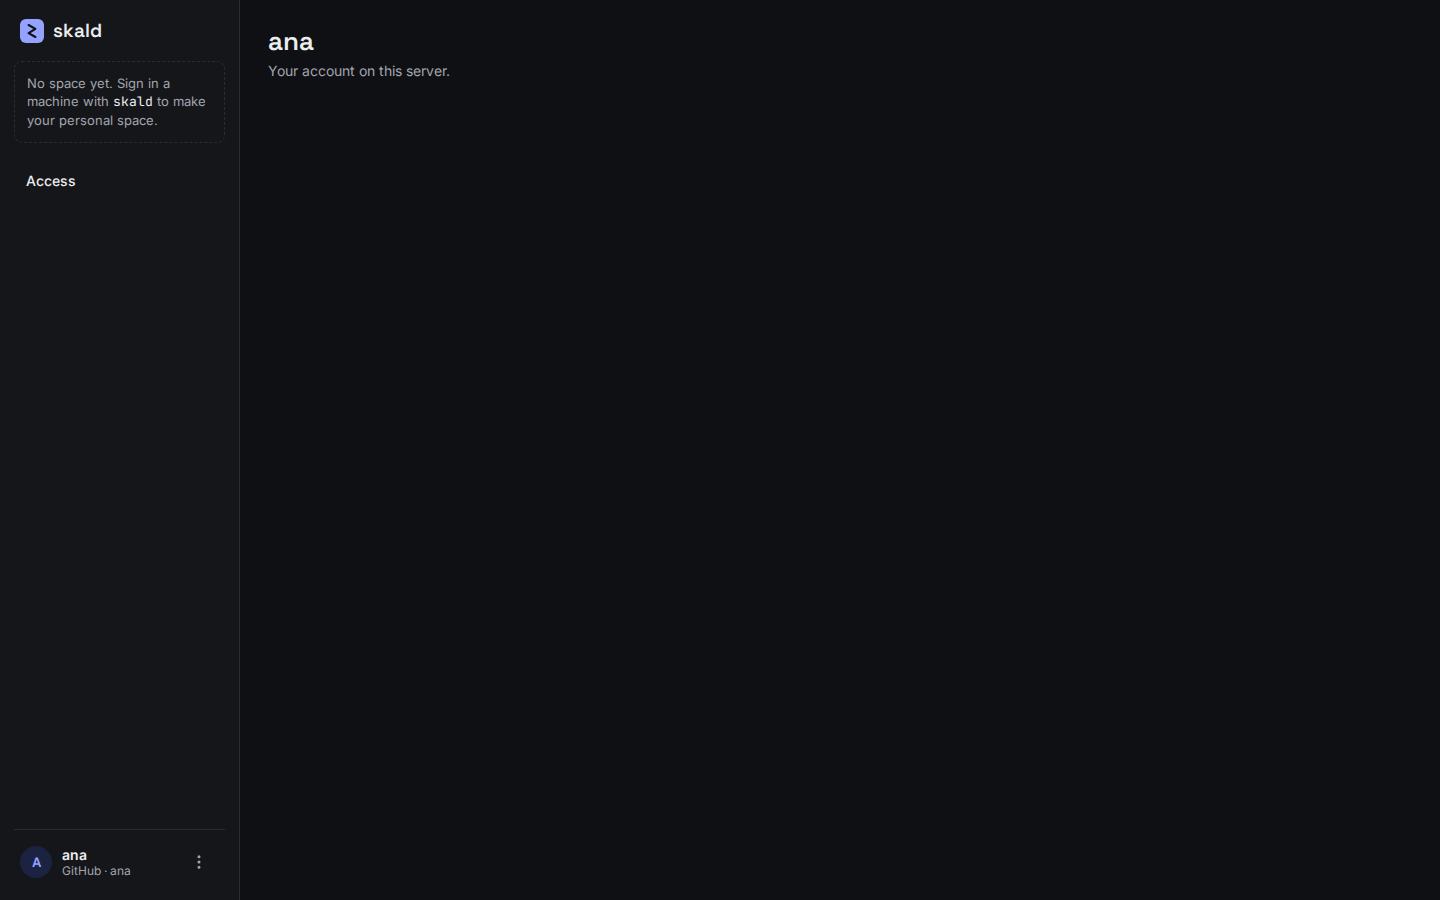 skald
No space yet. Sign in a
machine with skald to make
your personal space.
Access
A
ana
GitHub · ana
ana
Your account on this server.